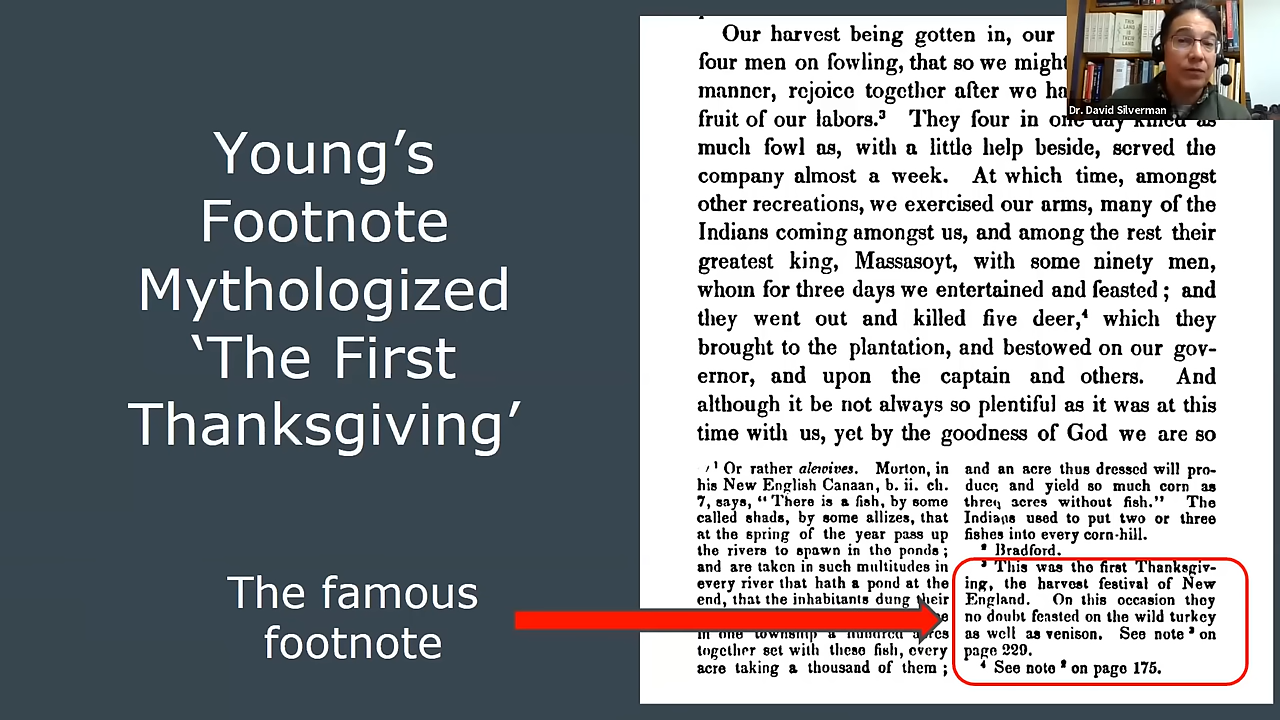 Young's
Footnote
Mythologized
'The First
Thanksgiving'
The famous
footnote
Our harvest being gotten in, our
four men on fowling, that so we might
manner, rejoice together after we ha
fruit of our labors.³ They four in one day killed as
much fowl as, with a little help beside, served the
company almost a week. At which time, amongst
other recreations, we exercised our arms, many of the
Indians coming amongst us, and among the rest their
greatest king, Massasoyt, with some ninety men,
whom for three days we entertained and feasted; and
they went out and killed five deer,⁴ which they
brought to the plantation, and bestowed on our gov-
ernor, and upon the captain and others. And
although it be not always so plentiful as it was at this
time with us, yet by the goodness of God we are so
¹ Or rather alewives. Morton, in
his New English Canaan, b. ii. ch.
7, says, "There is a fish, by some
called shads, by some allizes, that
at the spring of the year pass up
the rivers to spawn in the ponds;
and are taken in such multitudes in
every river that hath a pond at the
end, that the inhabitants dung their
in one township a hundred acres
together set with these fish, every
acre taking a thousand of them;
and an acre thus dressed will pro-
duce and yield so much corn as
three acres without fish." The
Indians used to put two or three
fishes into every corn-hill.
² Bradford.
³ This was the first Thanksgiv-
ing, the harvest festival of New
England. On this occasion they
no doubt feasted on the wild turkey
as well as venison. See note ³ on
page 229.
⁴ See note ² on page 175.
THIS
LAND
IS
THEIR
LAND
Dr. David Silverman